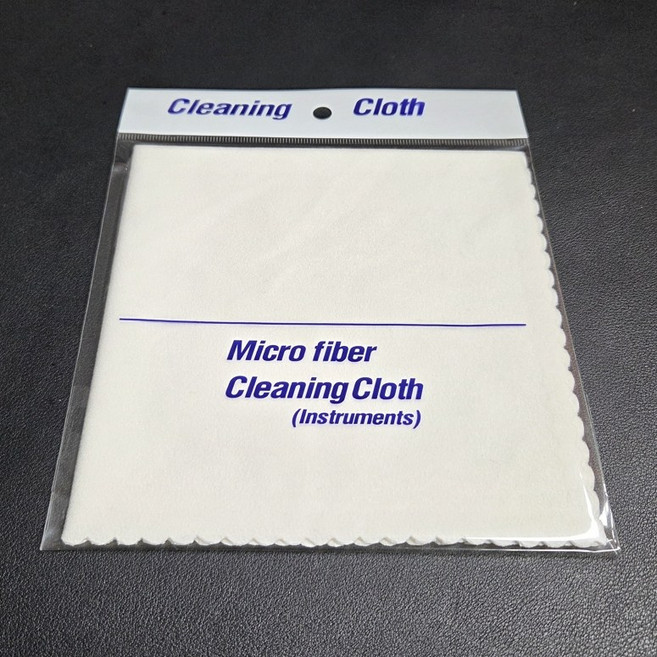 Cleaning Cloth
Micro fiber
Cleaning Cloth
(Instruments)